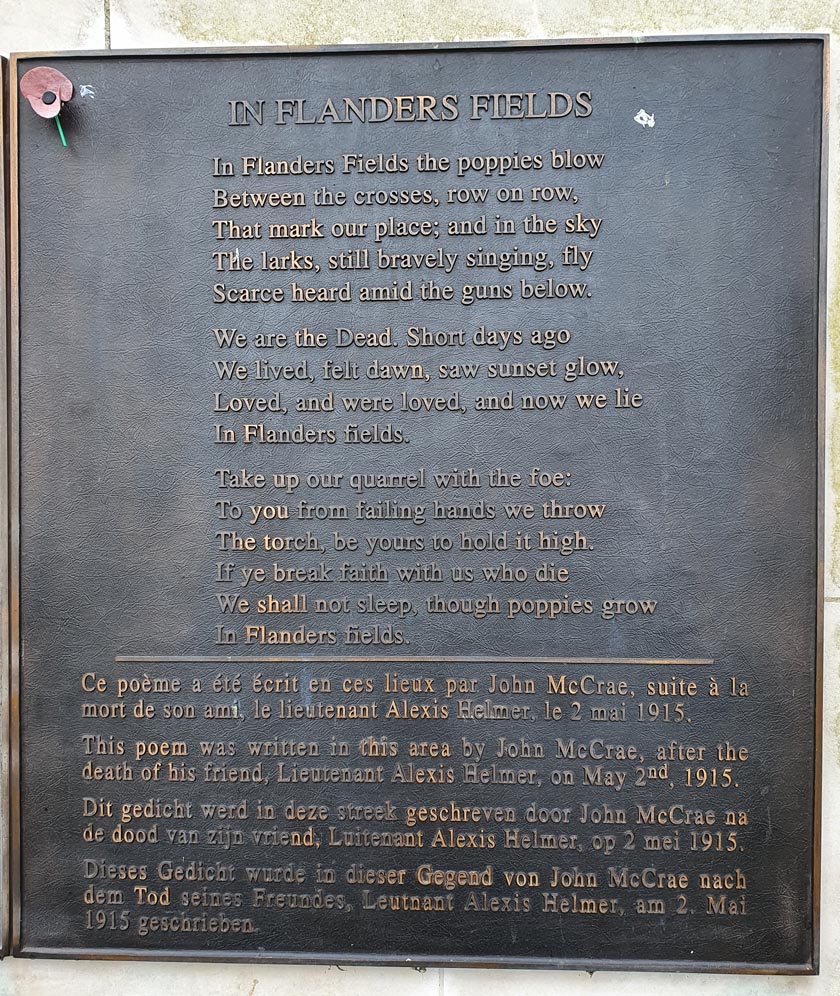 IN FLANDERS FIELDS
In Flanders Fields the poppies blow
Between the crosses, row on row,
That mark our place; and in the sky
The larks, still bravely singing, fly
Scarce heard amid the guns below.
We are the Dead. Short days ago
We lived, felt dawn, saw sunset glow,
Loved, and were loved, and now we lie
In Flanders fields.
Take up our quarrel with the foe:
To you from failing hands we throw
The torch, be yours to hold it high.
If ye break faith with us who die
We shall not sleep, though poppies grow
In Flanders fields.
Ce poème a été écrit en ces lieux par John McCrae, suite à la
mort de son ami, le lieutenant Alexis Helmer, le 2 mai 1915.
This poem was written in this area by John McCrae, after the
death of his friend, Lieutenant Alexis Helmer, on May 2nd, 1915.
Dit gedicht werd in deze streek geschreven door John McCrae na
de dood van zijn vriend, Luitenant Alexis Helmer, op 2 mei 1915.
Dieses Gedicht wurde in dieser Gegend von John McCrae nach
dem Tod seines Freundes, Leutnant Alexis Helmer, am 2. Mai
1915 geschrieben.